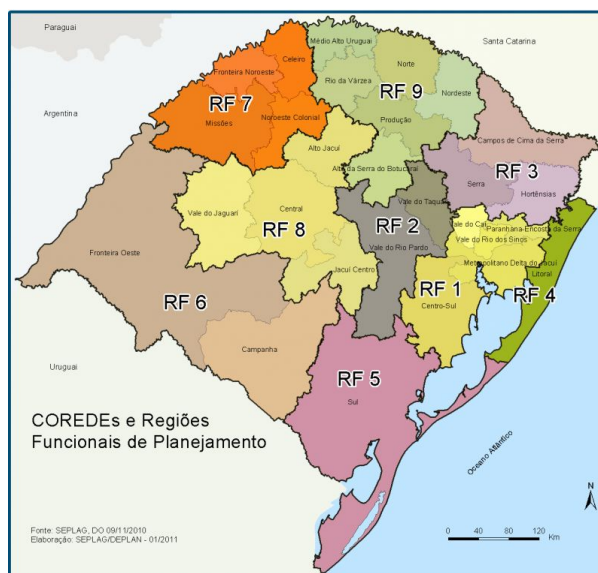 Paraguai
Santa Catarina
Argentina
Médio Alto Uruguai
Norte
Celeiro
Fronteira Noroeste
Rio da Várzea
Nordeste
RF 9
RF 7
Produção
Missões
Noroeste Colonial
Alto Jacuí
Campos de Cima da Serra
Alto da Serra do Botucaraí
RF 3
Serra
Hortênsias
Vale do Taquari
Vale do Jaguari
Central
RF 2
Vale do Caí
Paranhana-Encosta da Serra
RF 8
Vale do Rio dos Sinos
Vale do Rio Pardo
Fronteira Oeste
Jacuí Centro
Metropolitano Delta do Jacuí
Litoral
RF 1
RF 4
RF 6
Centro-Sul
Campanha
Uruguai
RF 5
Sul
COREDEs e Regiões
Funcionais de Planejamento
Oceano Atlântico
N
Fonte: SEPLAG, DO 09/11/2010
Elaboração: SEPLAG/DEPLAN - 01/2011
0 40 80 120
Km